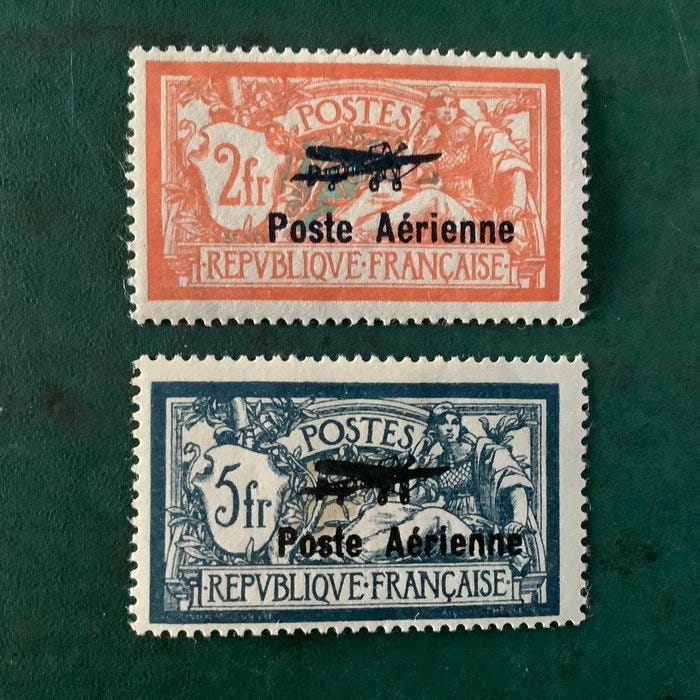 POSTES
2fr
Poste Aérienne
REPVBLIQVE·FRANÇAISE
POSTES
5fr
Poste Aérienne
REPVBLIQVE·FRANÇAISE